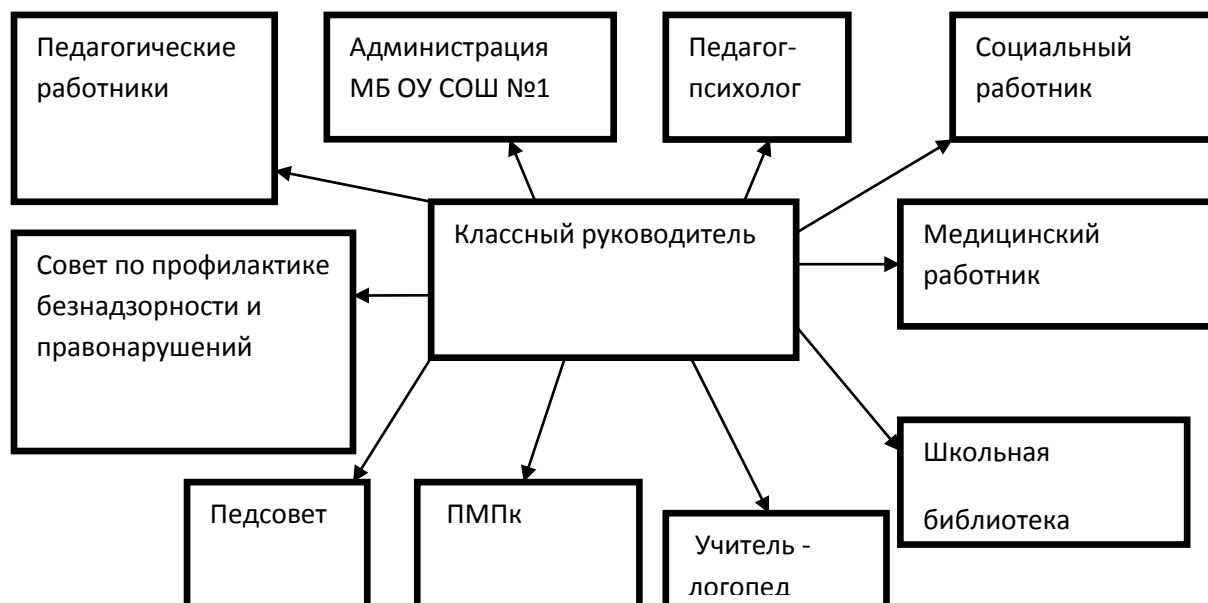 Педагогические
работники
Администрация
МБ ОУ СОШ №1
Педагог-
психолог
Социальный
работник
Классный руководитель
Медицинский
работник
Совет по профилактике
безнадзорности и
правонарушений
Школьная
библиотека
Педсовет
ПМПк
Учитель -
логопед